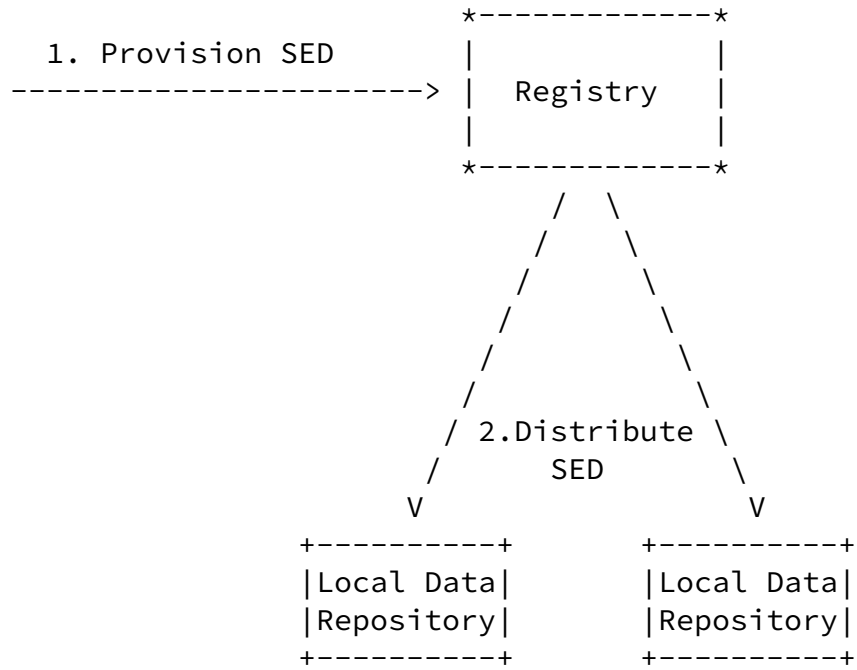 1. Provision SED
Registry
2.Distribute
SED
V V
Local Data Local Data
Repository Repository